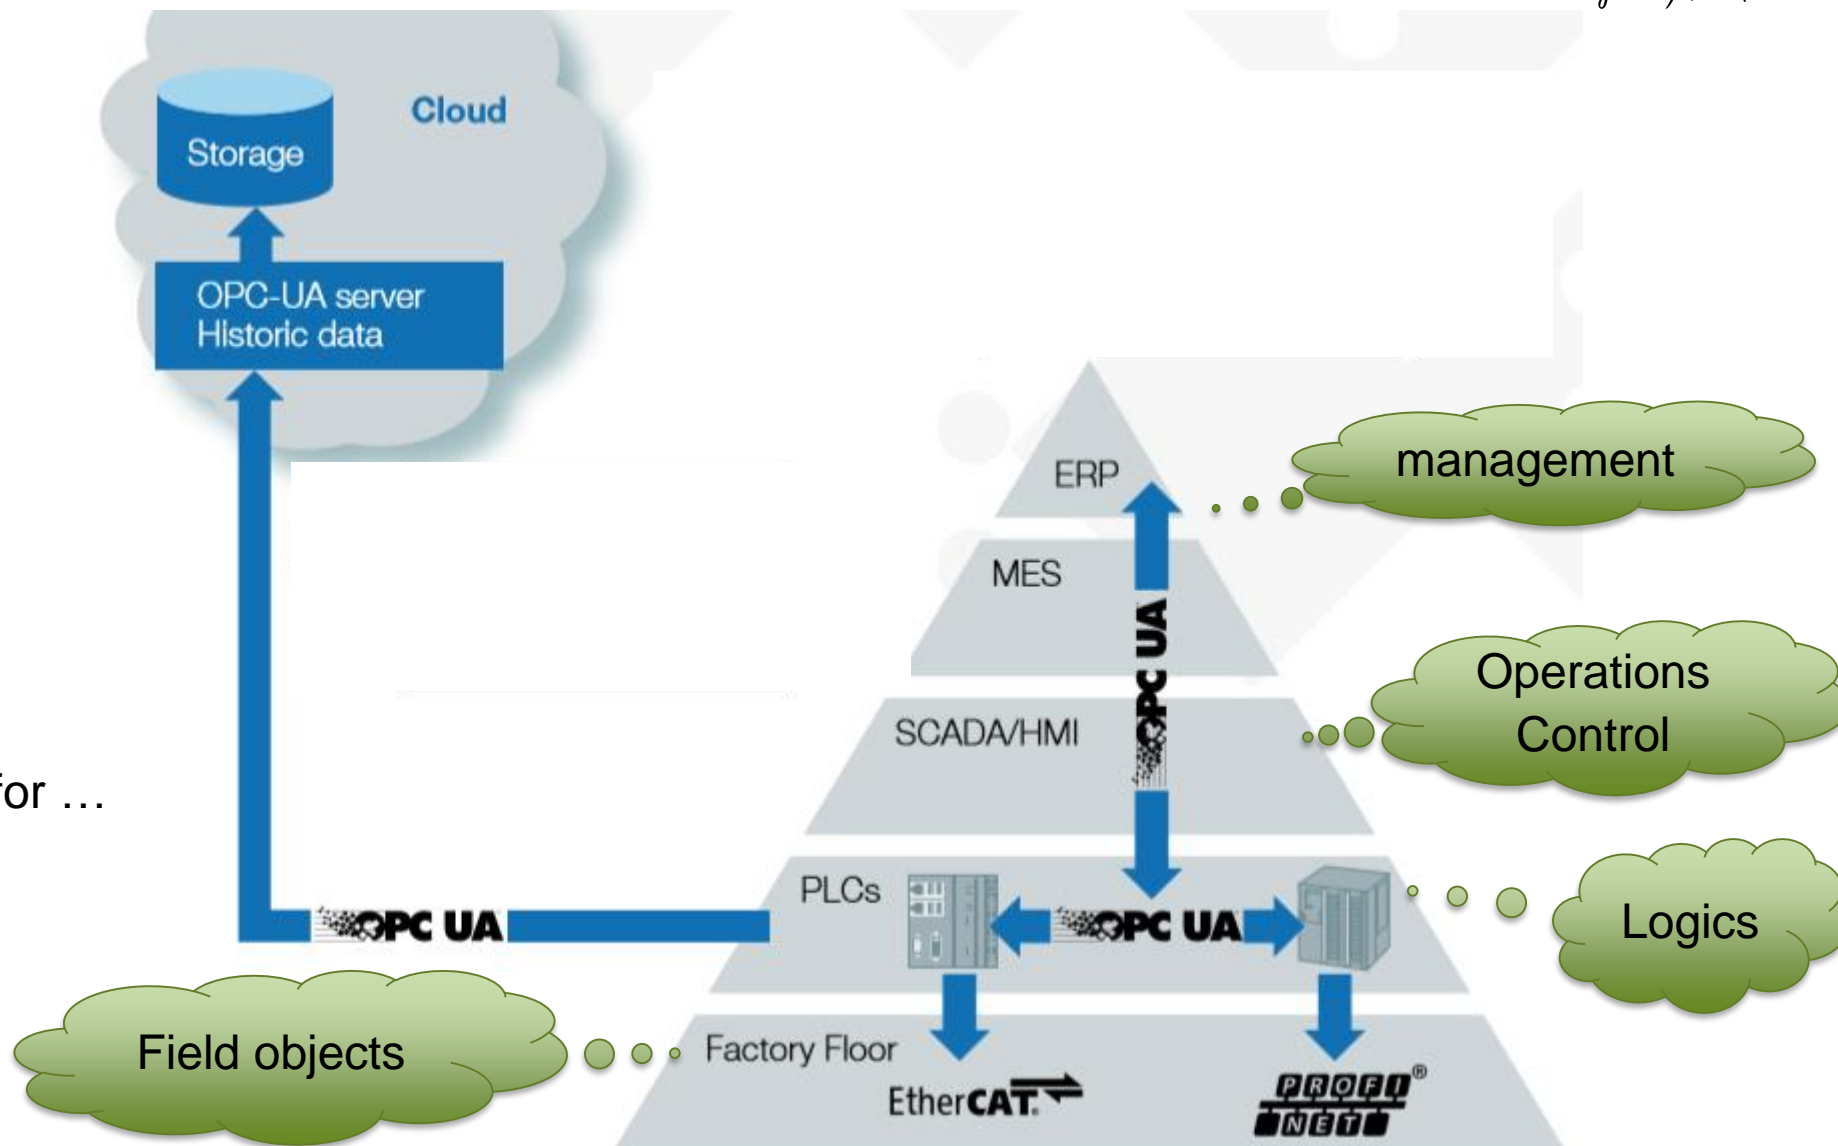 Cloud
Storage
OPC-UA server
Historic data
ERP
management
MES
OPC UA
Operations
Control
SCADA/HMI
for …
PLCs
OPC UA
OPC UA
Logics
Field objects
Factory Floor
EtherCAT®
PROFI®
NET